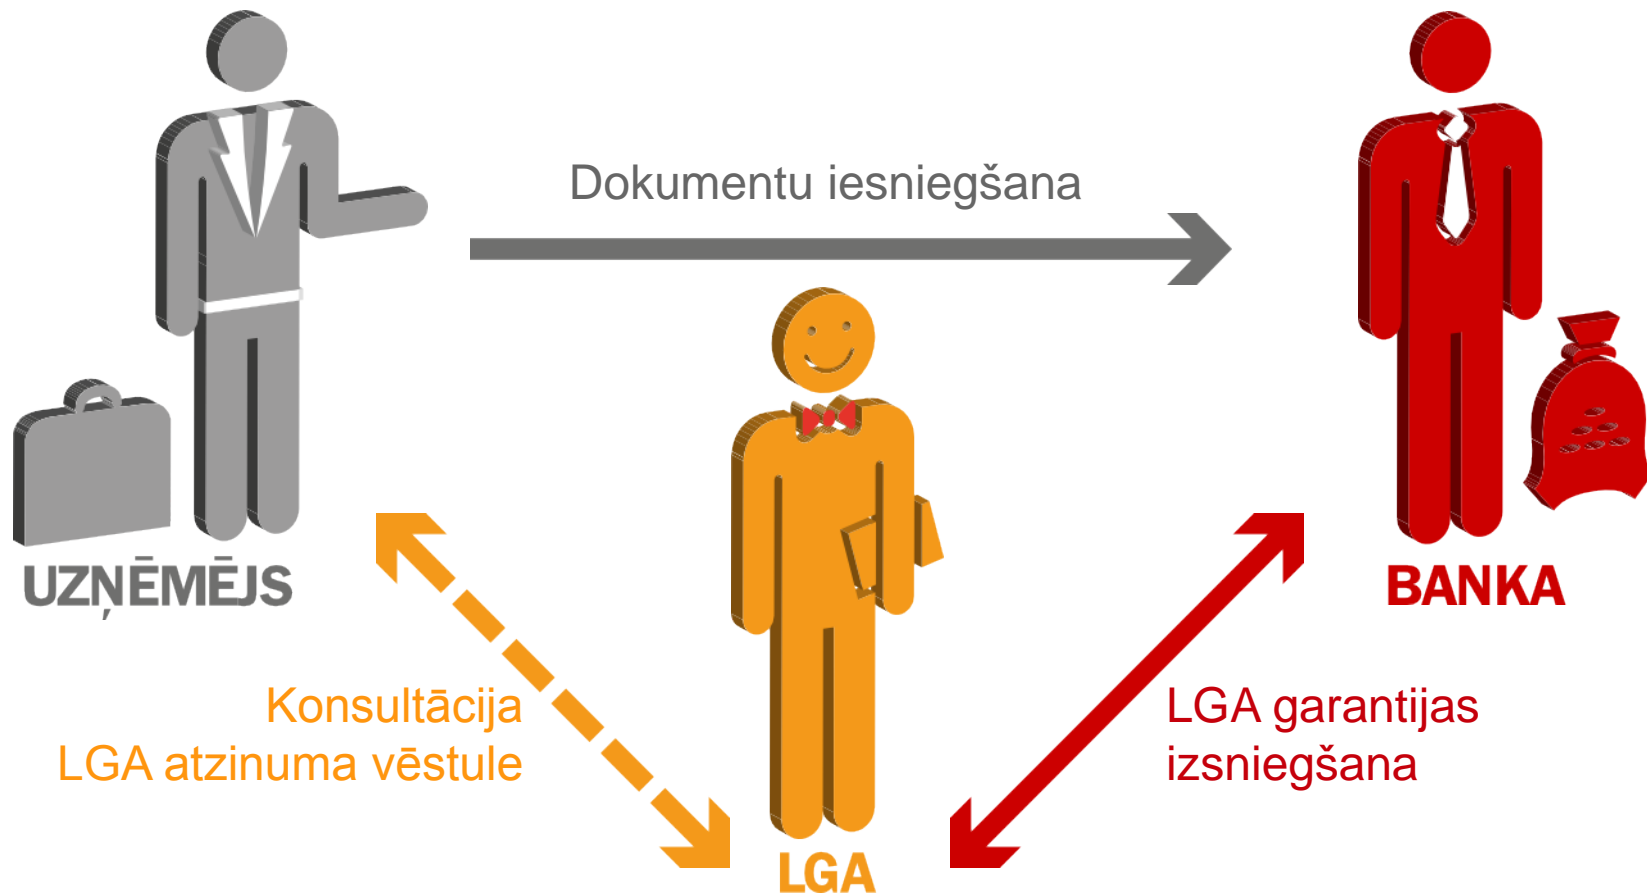 Dokumentu iesniegšana
UZŅĒMĒJS
BANKA
Konsultācija
LGA atzinuma vēstule
LGA garantijas
izsniegšana
LGA